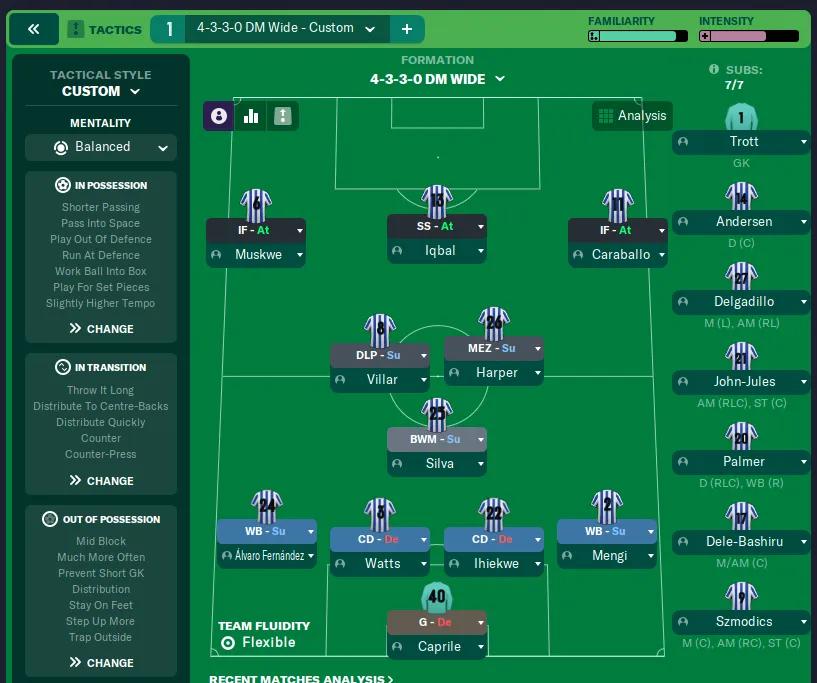 TACTICS
1
4-3-3-0 DM Wide - Custom
FAMILIARITY
INTENSITY
TACTICAL STYLE
CUSTOM
MENTALITY
Balanced
IN POSSESSION
Shorter Passing
Pass Into Space
Play Out Of Defence
Run At Defence
Work Ball Into Box
Play For Set Pieces
Slightly Higher Tempo
CHANGE
IN TRANSITION
Throw It Long
Distribute To Centre-Backs
Distribute Quickly
Counter
Counter-Press
CHANGE
OUT OF POSSESSION
Mid Block
Much More Often
Prevent Short GK
Distribution
Stay On Feet
Step Up More
Trap Outside
CHANGE
FORMATION
4-3-3-0 DM WIDE
Analysis
6
IF - At
Muskwe
13
SS - At
Iqbal
11
IF - At
Caraballo
8
DLP - Su
Villar
26
MEZ - Su
Harper
25
BWM - Su
Silva
24
WB - Su
Álvaro Fernández
CD - De
Watts
22
CD - De
Ihiekwe
2
WB - Su
Mengi
40
G - De
Caprile
TEAM FLUIDITY
Flexible
RECENT MATCHES ANALYSIS
SUBS:
7/7
1
Trott
GK
14
Andersen
D (C)
27
Delgadillo
M (L), AM (RL)
21
John-Jules
AM (RLC), ST (C)
20
Palmer
D (RLC), WB (R)
17
Dele-Bashiru
M/AM (C)
9
Szmodics
M (C), AM (RC), ST (C)